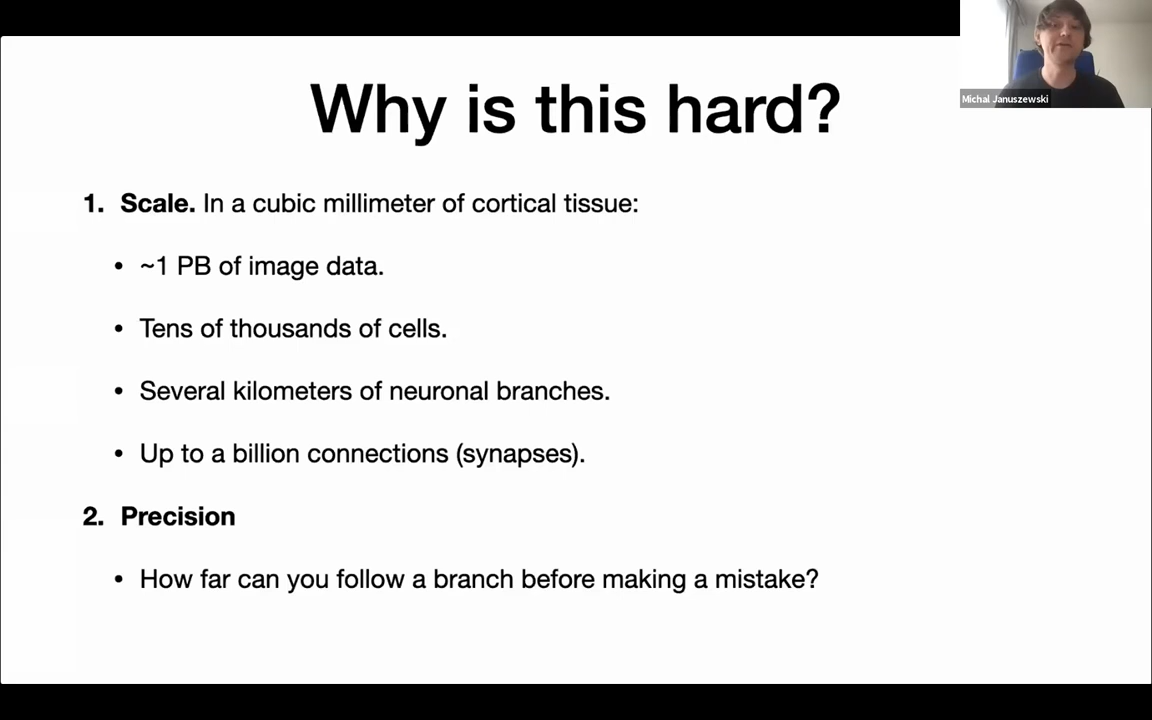 Why is this hard?
Michal Januszewski
1. Scale. In a cubic millimeter of cortical tissue:
• ~1 PB of image data.
• Tens of thousands of cells.
• Several kilometers of neuronal branches.
• Up to a billion connections (synapses).
2. Precision
• How far can you follow a branch before making a mistake?